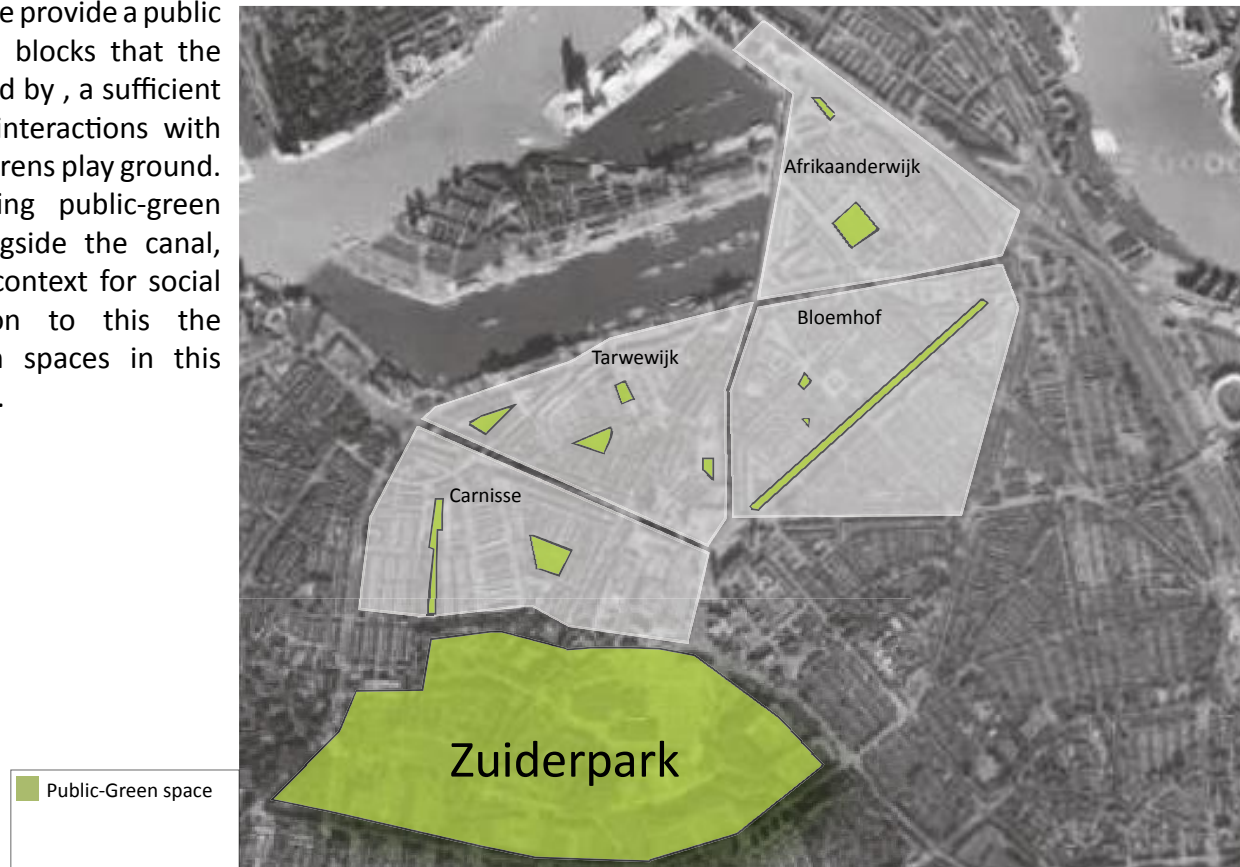 e provide a public
blocks that the
d by , a sufficient
interactions with
rens play ground.
ing public-green
gside the canal,
context for social
on to this the
spaces in this
.
Afrikaanderwijk
Bloemhof
Tarwewijk
Carnisse
Zuiderpark
Public-Green space